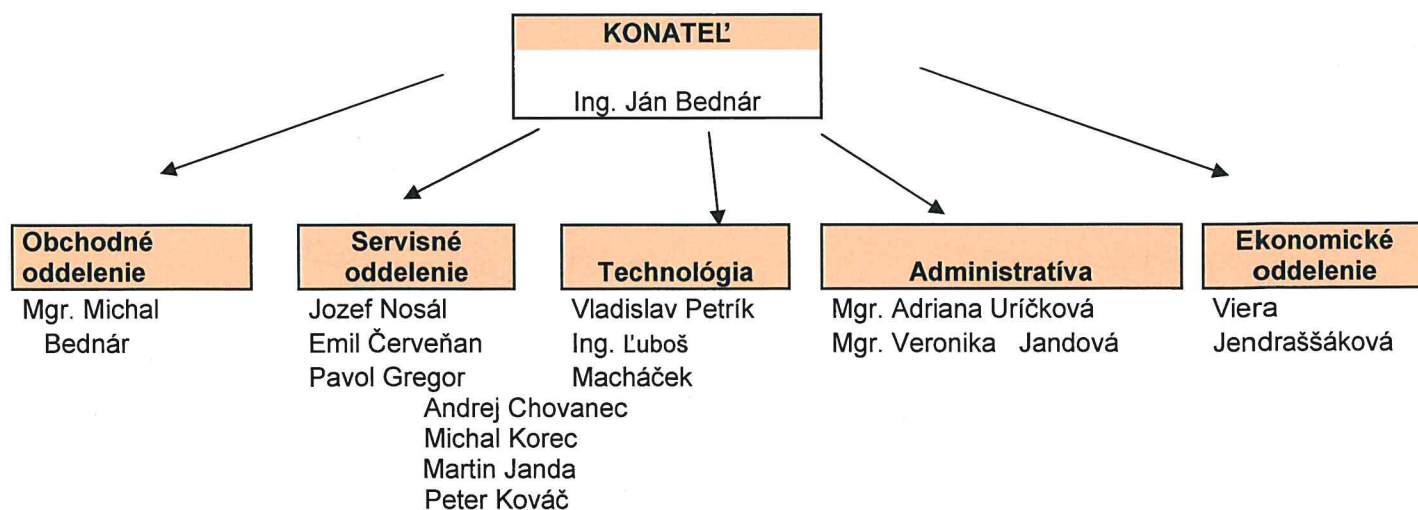 KONATEĽ
Ing. Ján Bednár
Obchodné
oddelenie
Mgr. Michal
Bednár
Servisné
oddelenie
Jozef Nosál
Emil Červeňan
Pavol Gregor
Andrej Chovanec
Michal Korec
Martin Janda
Peter Kováč
Technológia
Vladislav Petrík
Ing. Ľuboš
Macháček
Administratíva
Mgr. Adriana Uríčková
Mgr. Veronika Jandová
Ekonomické
oddelenie
Viera
Jendraššáková